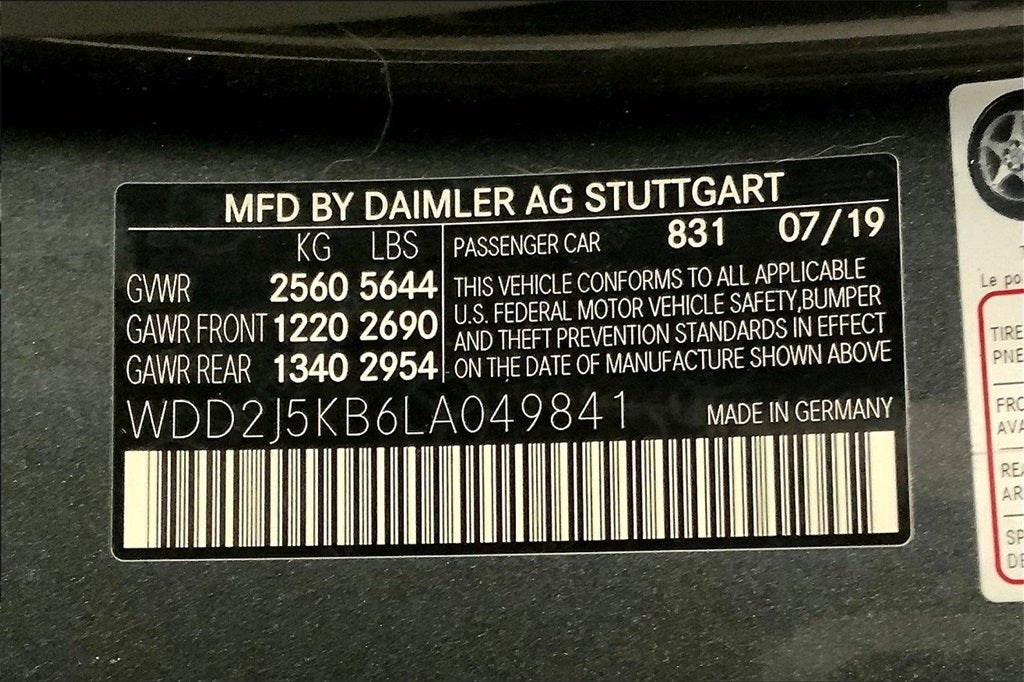 MFD BY DAIMLER AG STUTTGART
KG LBS
GVWR 2560 5644
GAWR FRONT 1220 2690
GAWR REAR 1340 2954
PASSENGER CAR 831 07/19
THIS VEHICLE CONFORMS TO ALL APPLICABLE
U.S. FEDERAL MOTOR VEHICLE SAFETY,BUMPER
AND THEFT PREVENTION STANDARDS IN EFFECT
ON THE DATE OF MANUFACTURE SHOWN ABOVE
WDD2J5KB6LA049841 MADE IN GERMANY
Le
TIRE